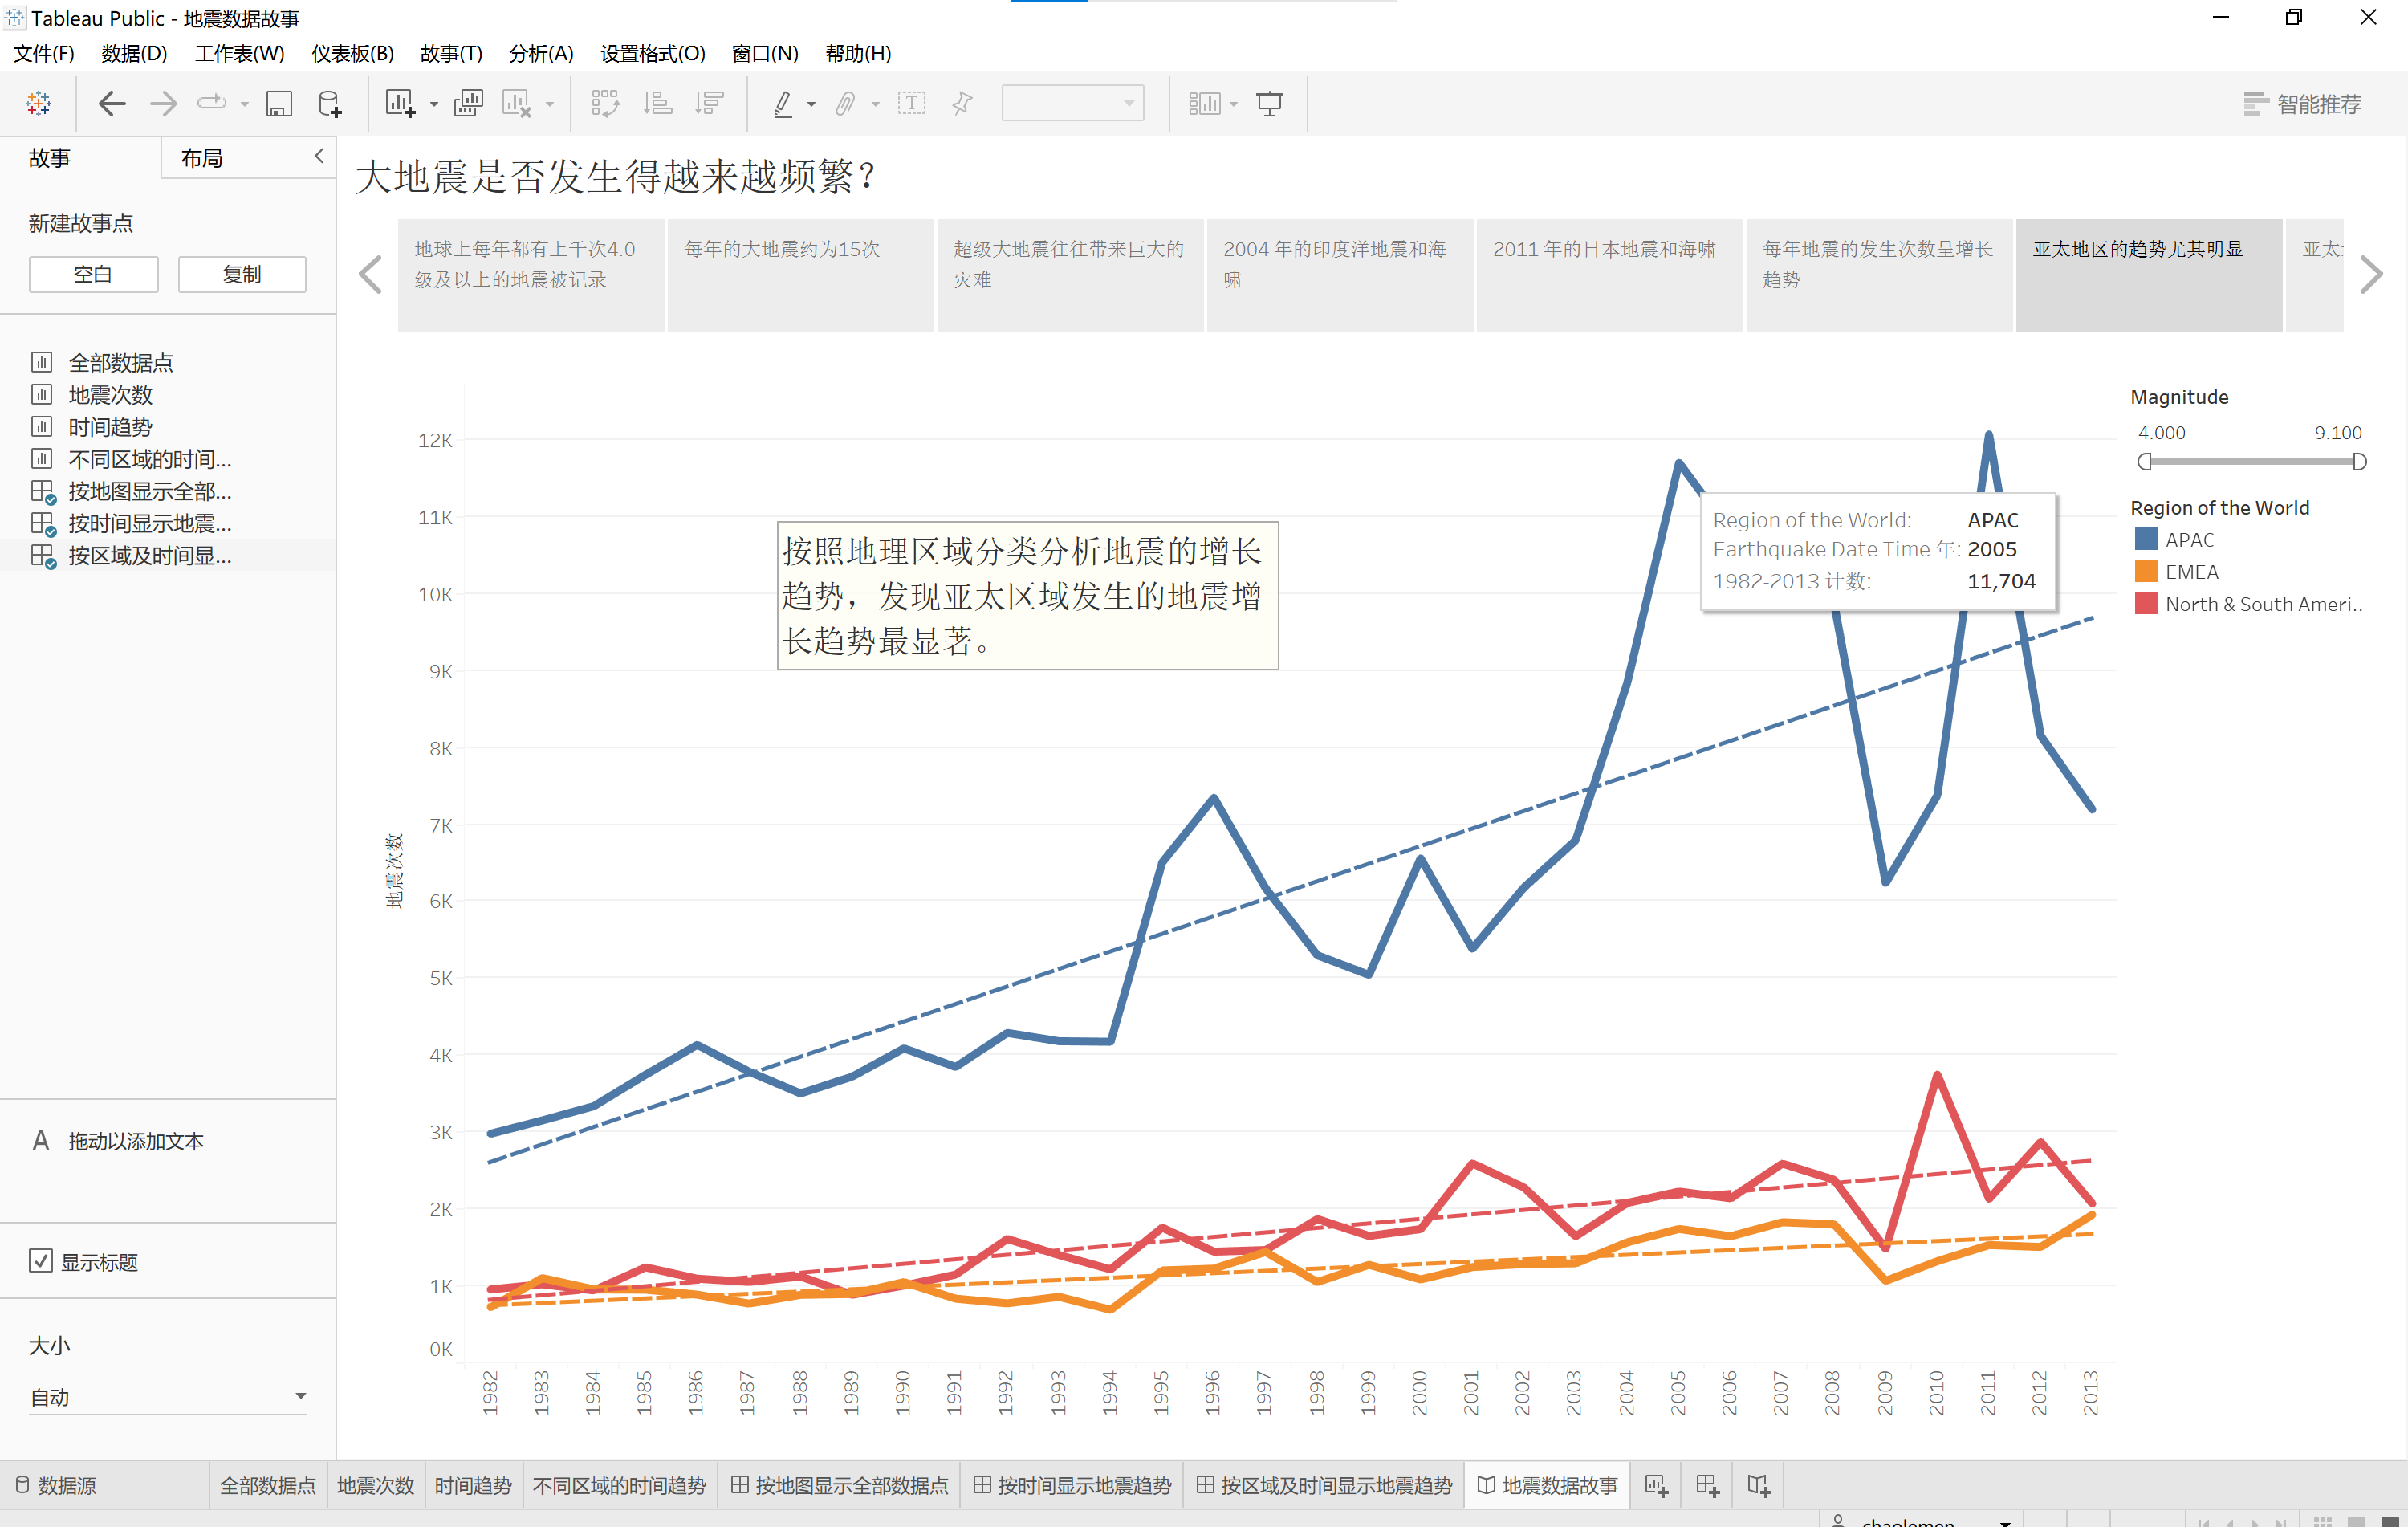 Tableau Public - 地震数据故事
文件(F) 数据(D) 工作表(W) 仪表板(B) 故事(T) 分析(A) 设置格式(O) 窗口(N) 帮助(H)
智能推荐
故事 布局
新建故事点
空白 复制
全部数据点
地震次数
时间趋势
不同区域的时间...
按地图显示全部...
按时间显示地震...
按区域及时间显...
A 拖动以添加文本
显示标题
大小
自动
大地震是否发生得越来越频繁？
地球上每年都有上千次4.0
级及以上的地震被记录
每年的大地震约为15次
超级大地震往往带来巨大的
灾难
2004 年的印度洋地震和海
啸
2011 年的日本地震和海啸
每年地震的发生次数呈增长
趋势
亚太地区的趋势尤其明显
亚太
地震次数
12K
11K
10K
9K
8K
7K
6K
5K
4K
3K
2K
1K
0K
按照地理区域分类分析地震的增长
趋势，发现亚太区域发生的地震增
长趋势最显著。
Region of the World: APAC
Earthquake Date Time 年: 2005
1982-2013 计数: 11,704
1982 1983 1984 1985 1986 1987 1988 1989 1990 1991 1992 1993 1994 1995 1996 1997 1998 1999 2000 2001 2002 2003 2004 2005 2006 2007 2008 2009 2010 2011 2012 2013
Magnitude
4.000 9.100
Region of the World
APAC
EMEA
North & South Ameri..
数据源 全部数据点 地震次数 时间趋势 不同区域的时间趋势 按地图显示全部数据点 按时间显示地震趋势 按区域及时间显示地震趋势 地震数据故事